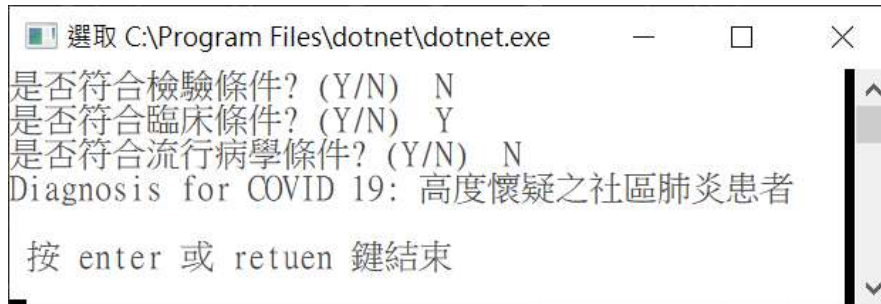 選取 C:\Program Files\dotnet\dotnet.exe
是否符合檢驗條件? (Y/N)  N
是否符合臨床條件? (Y/N)  Y
是否符合流行病學條件? (Y/N)  N
Diagnosis for COVID 19: 高度懷疑之社區肺炎患者
按 enter 或 retuen 鍵結束